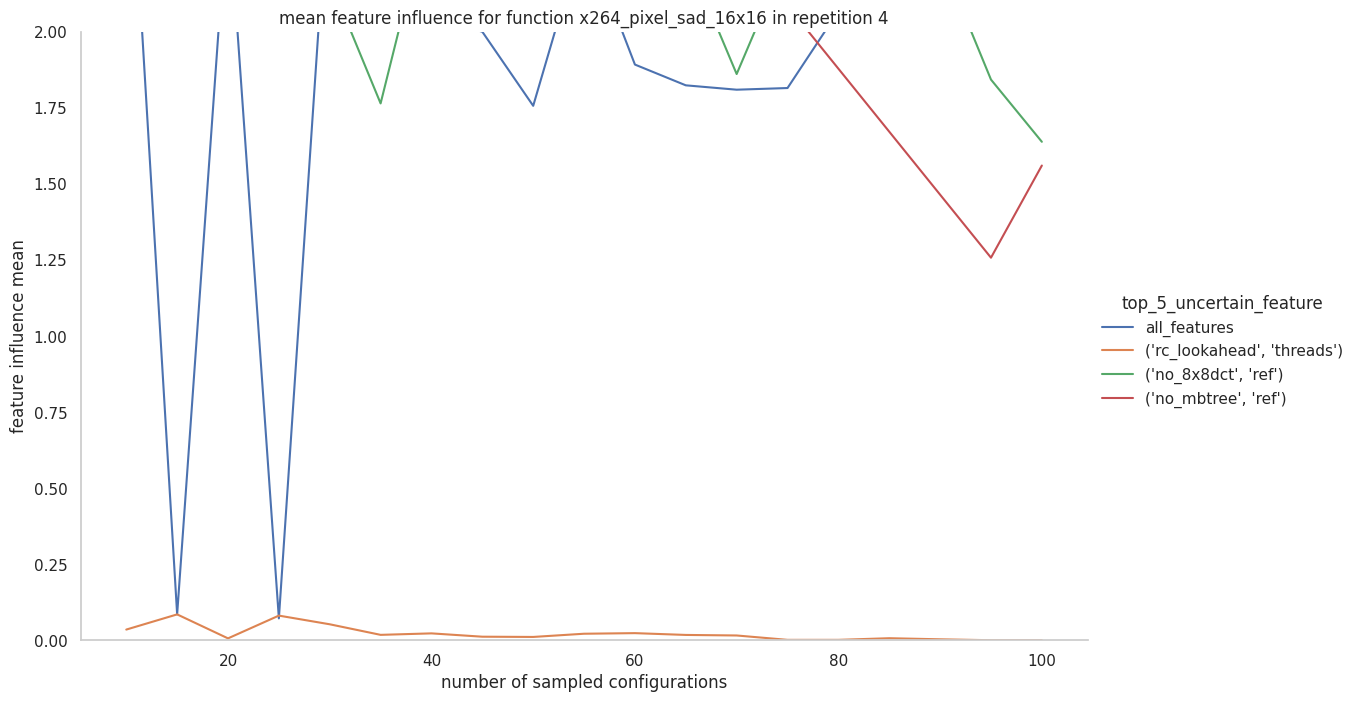 mean feature influence for function x264_pixel_sad_16x16 in repetition 4
2.00
1.75
1.50
1.25
1.00
0.75
0.50
0.25
0.00
feature influence mean
20
40
60
80
100
number of sampled configurations
top_5_uncertain_feature
all_features
('rc_lookahead', 'threads')
('no_8x8dct', 'ref')
('no_mbtree', 'ref')